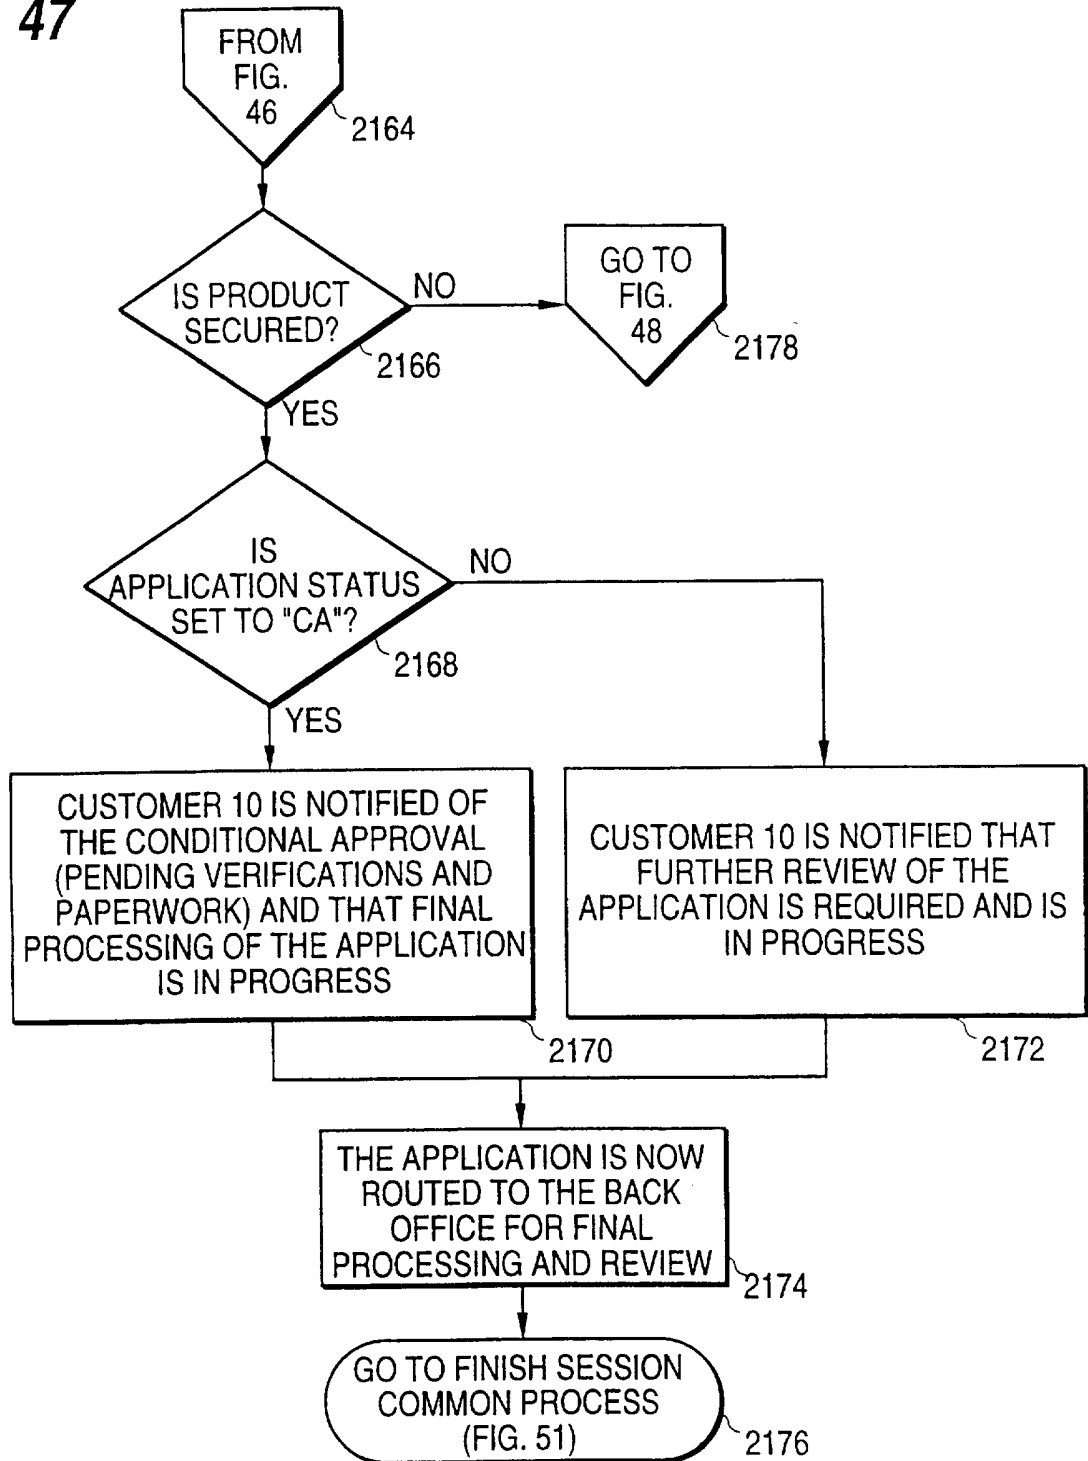 47
FROM
FIG.
46
2164
IS PRODUCT
SECURED?
2166
NO
GO TO
FIG.
48
2178
YES
IS
APPLICATION STATUS
SET TO "CA"?
2168
NO
YES
CUSTOMER 10 IS NOTIFIED OF
THE CONDITIONAL APPROVAL
(PENDING VERIFICATIONS AND
PAPERWORK) AND THAT FINAL
PROCESSING OF THE APPLICATION
IS IN PROGRESS
2170
CUSTOMER 10 IS NOTIFIED THAT
FURTHER REVIEW OF THE
APPLICATION IS REQUIRED AND IS
IN PROGRESS
2172
THE APPLICATION IS NOW
ROUTED TO THE BACK
OFFICE FOR FINAL
PROCESSING AND REVIEW
2174
GO TO FINISH SESSION
COMMON PROCESS
(FIG. 51)
2176